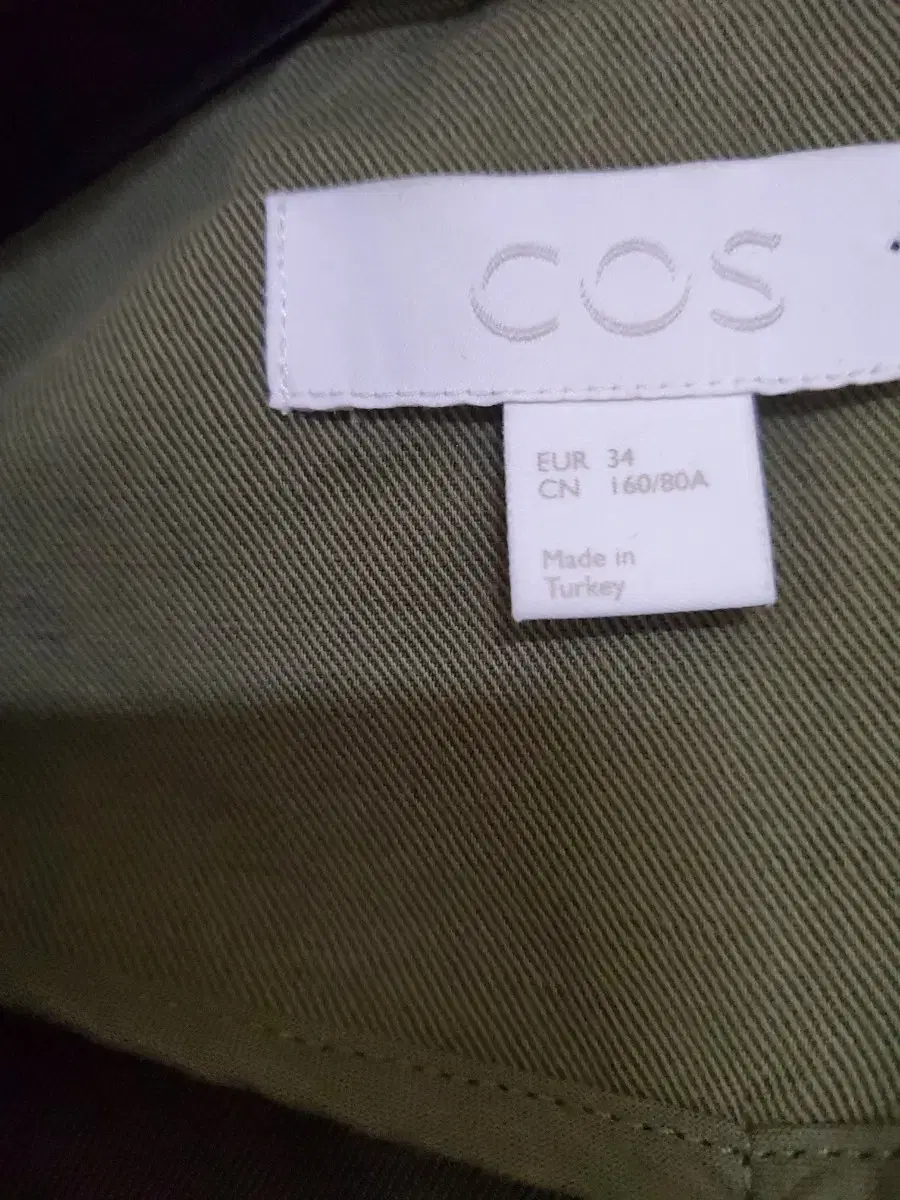 COS
EUR 34
CN 160/80A
Made in
Turkey